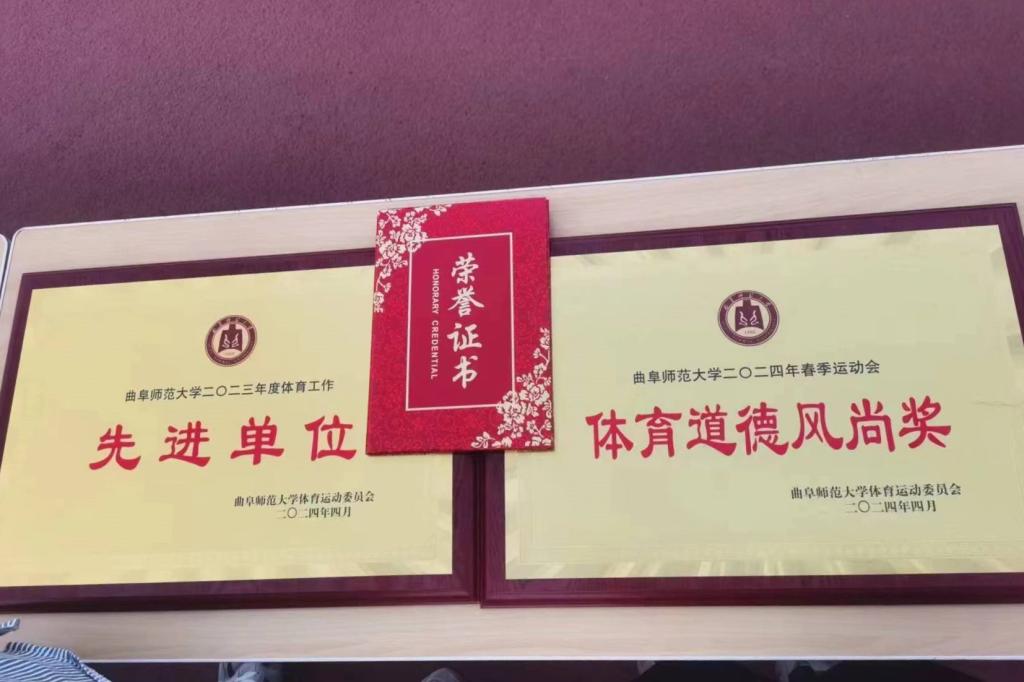 曲阜师范大学二〇二三年度体育工作
先进单位
曲阜师范大学体育运动委员会
二〇二四年四月
荣誉证书
HONORARY CREDENTIAL
曲阜师范大学二〇二四年春季运动会
体育道德风尚奖
曲阜师范大学体育运动委员会
二〇二四年四月